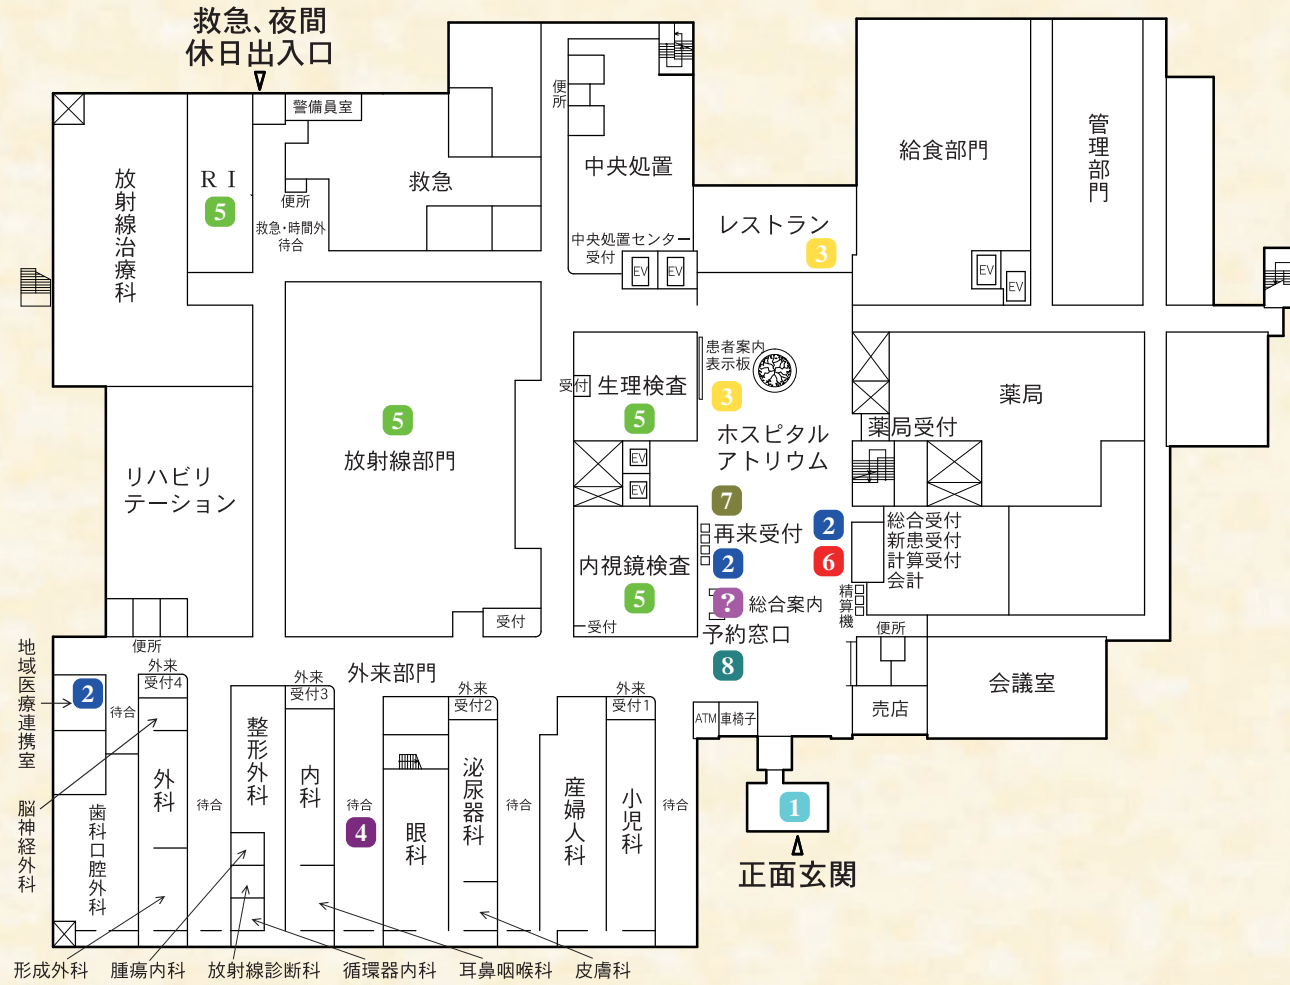 救急、夜間
休日出入口
警備員室
放射線治療科
RI
5
便所
救急・時間外
待合
救急
便所
中央処置
中央処置センター
受付
EV
EV
レストラン
3
給食部門
管理部門
EV
EV
リハビリ
テーション
5
放射線部門
受付
生理検査
5
EV
EV
患者案内
表示板
3
ホスピタル
アトリウム
7
薬局
薬局受付
内視鏡検査
5
受付
受付
再来受付
2
2
6
総合受付
新患受付
計算受付
会計
精算機
?
総合案内
予約窓口
8
便所
売店
会議室
ATM
車椅子
1
正面玄関
便所
外来部門
地域医療連携室
2
待合
外来
受付4
外来
受付3
外来
受付2
外来
受付1
脳神経外科
歯科口腔外科
外科
待合
整形外科
内科
待合
4
眼科
泌尿器科
待合
産婦人科
小児科
待合
形成外科
腫瘍内科
放射線診断科
循環器内科
耳鼻咽喉科
皮膚科